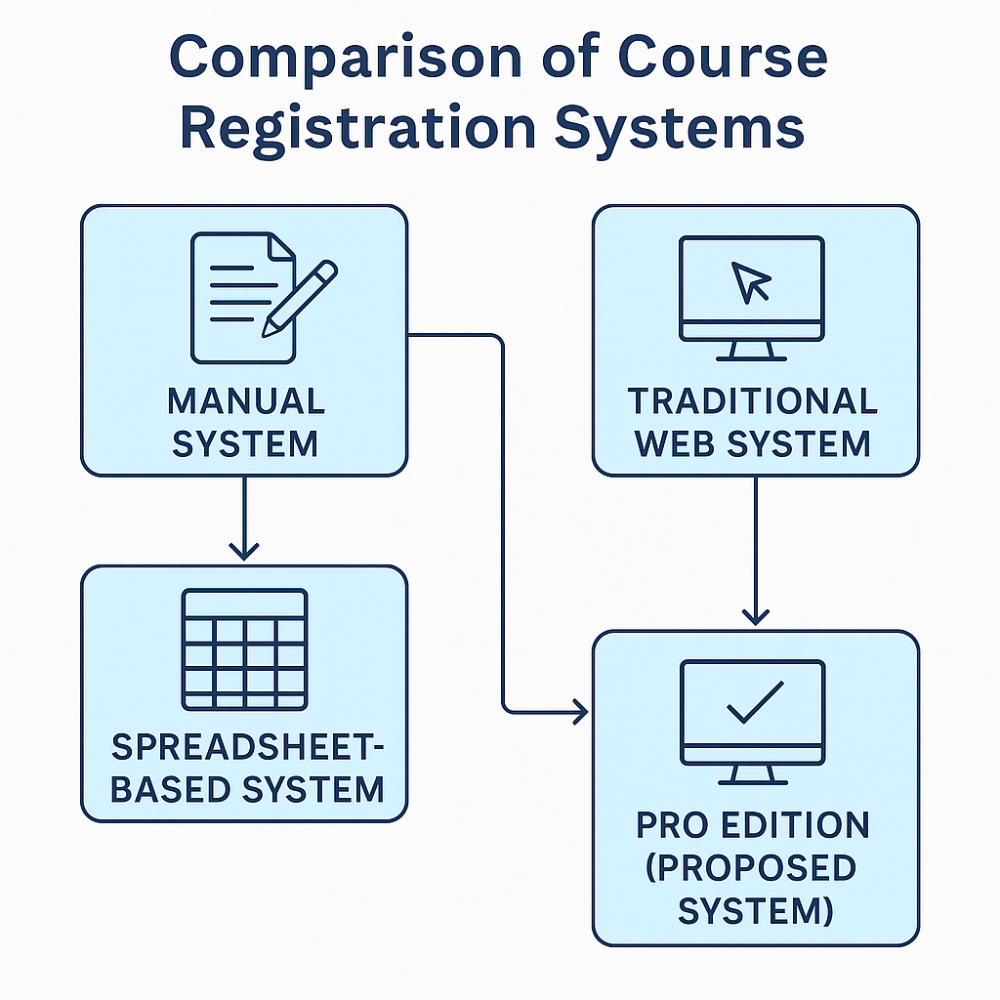 Comparison of Course
Registration Systems
MANUAL
SYSTEM
TRADITIONAL
WEB SYSTEM
SPREADSHEET-
BASED SYSTEM
PRO EDITION
(PROPOSED
SYSTEM)